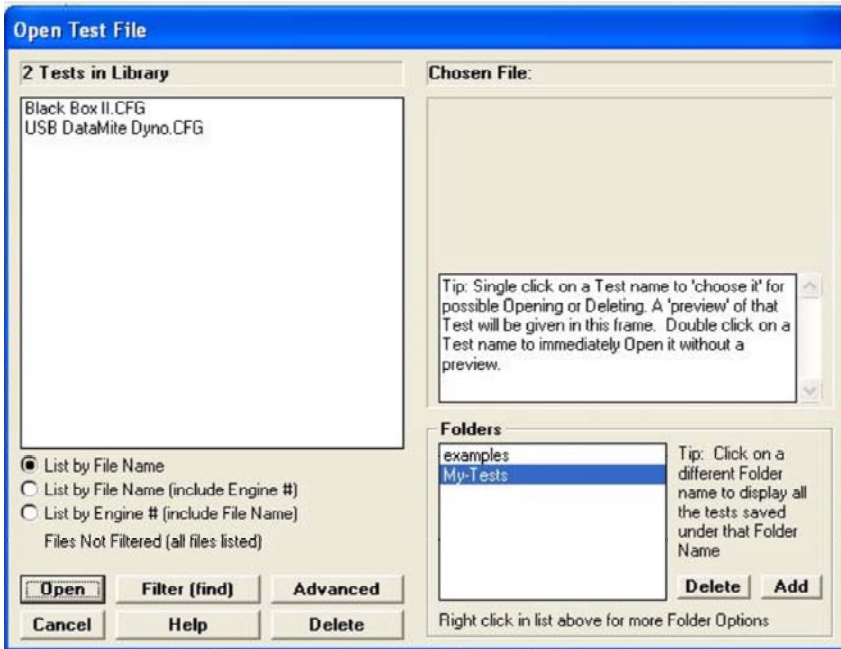 Open Test File
2 Tests in Library
Black Box II.CFG
USB DataMite Dyno.CFG
List by File Name
List by File Name (include Engine #)
List by Engine # (include File Name)
Files Not Filtered (all files listed)
Open
Filter (find)
Advanced
Cancel
Help
Delete
Chosen File:
Tip: Single click on a Test name to 'choose it' for
possible Opening or Deleting. A 'preview' of that
Test will be given in this frame.  Double click on a
Test name to immediately Open it without a
preview.
Folders
examples
My-Tests
Tip:  Click on a
different Folder
name to display all
the tests saved
under that Folder
Name
Delete
Add
Right click in list above for more Folder Options